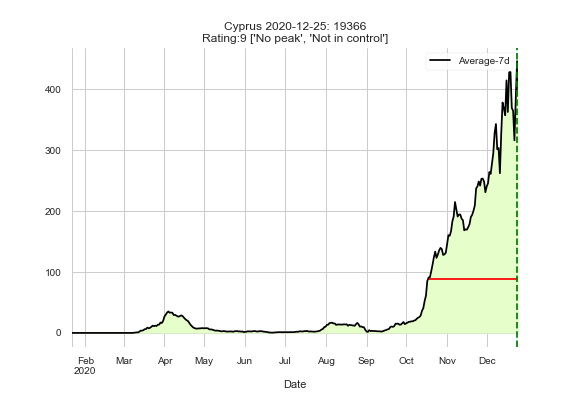 Cyprus 2020-12-25: 19366
Rating:9 ['No peak', 'Not in control']
Average-7d
400
300
200
100
0
Feb Mar Apr May Jun Jul Aug Sep Oct Nov Dec
2020
Date